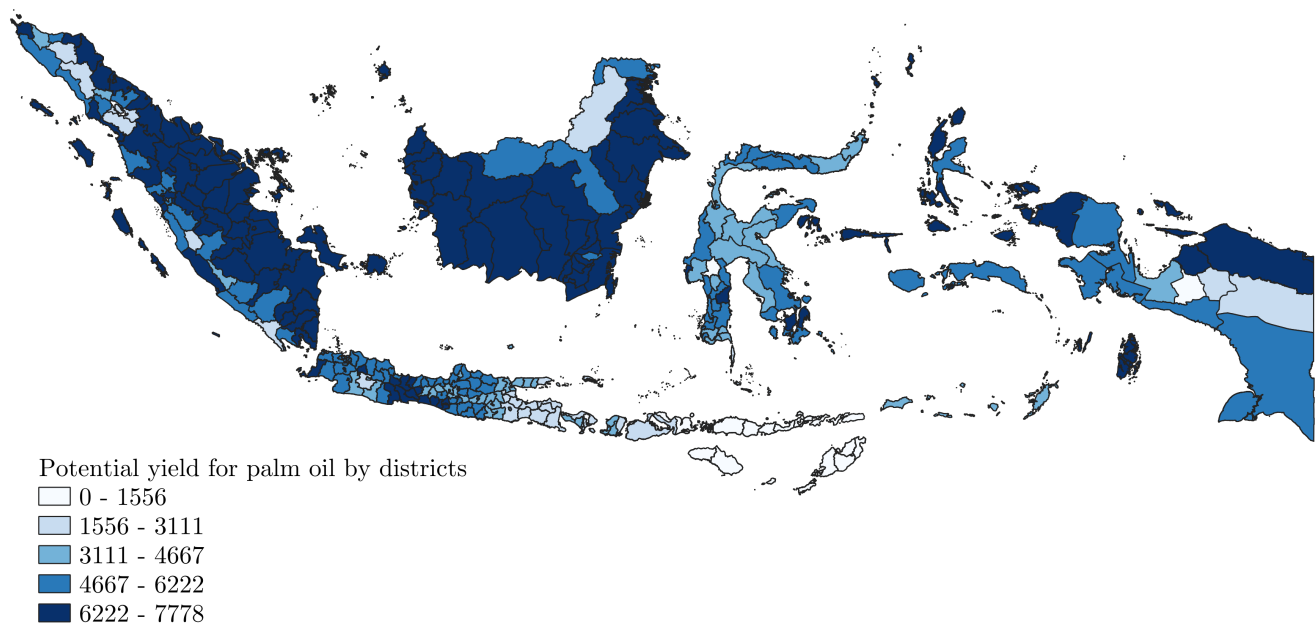 Potential yield for palm oil by districts
0 - 1556
1556 - 3111
3111 - 4667
4667 - 6222
6222 - 7778